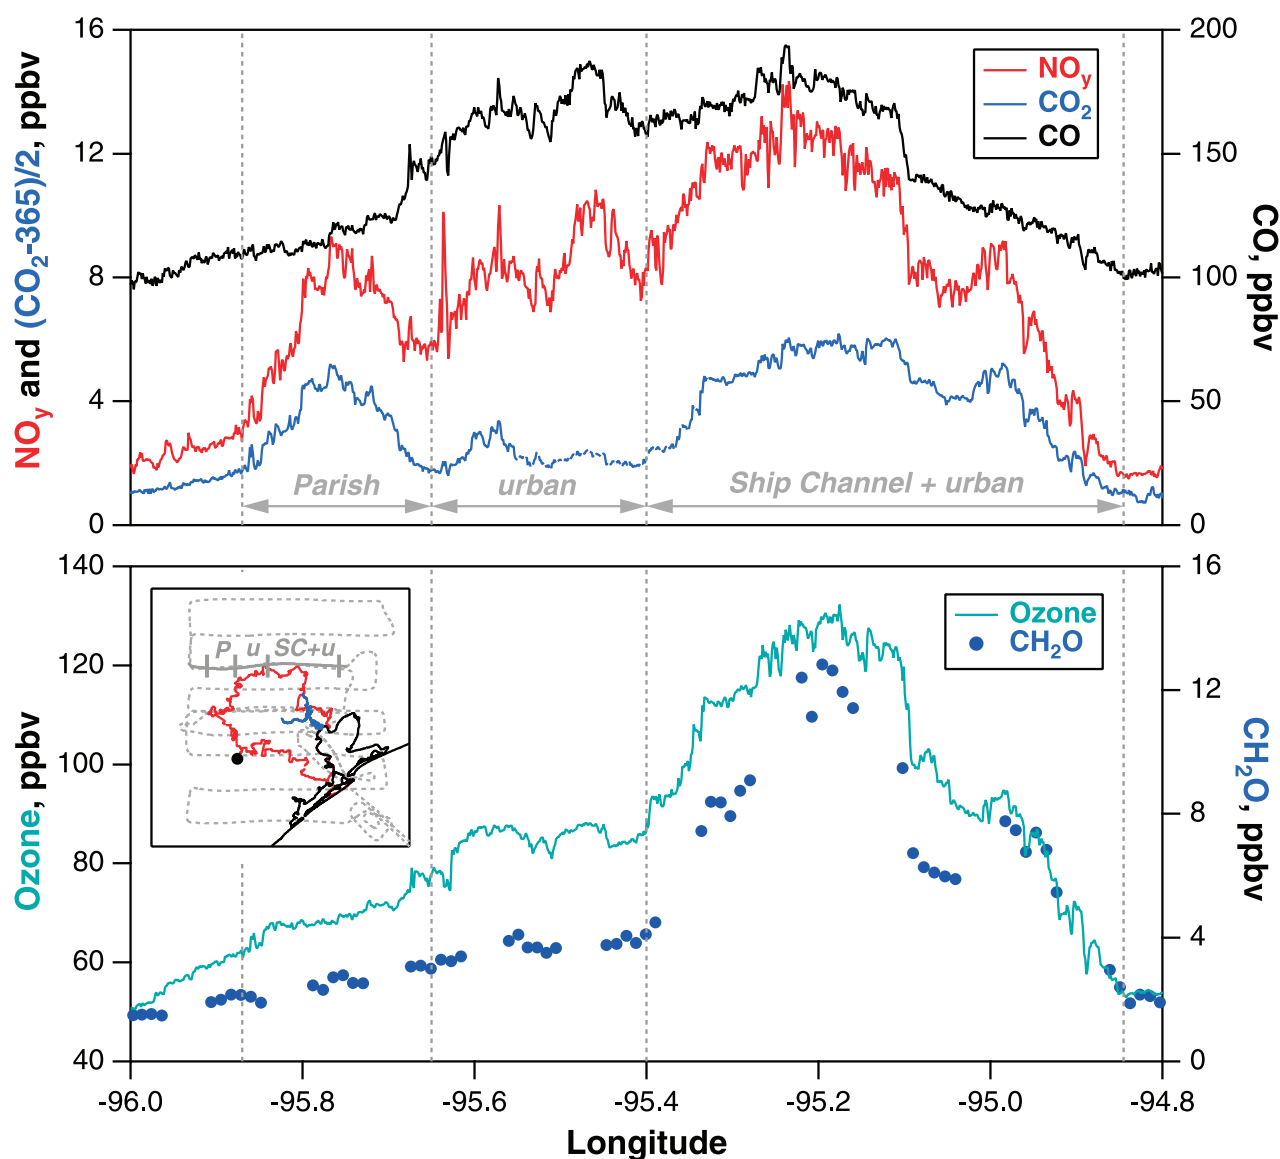 16
12
8
4
0
NOy and (CO2-365)/2, ppbv
200
150
100
50
0
CO, ppbv
NOy
CO2
CO
Parish
urban
Ship Channel + urban
140
120
100
80
60
40
Ozone, ppbv
16
12
8
4
0
CH2O, ppbv
P u SC+u
Ozone
CH2O
-96.0 -95.8 -95.6 -95.4 -95.2 -95.0 -94.8
Longitude